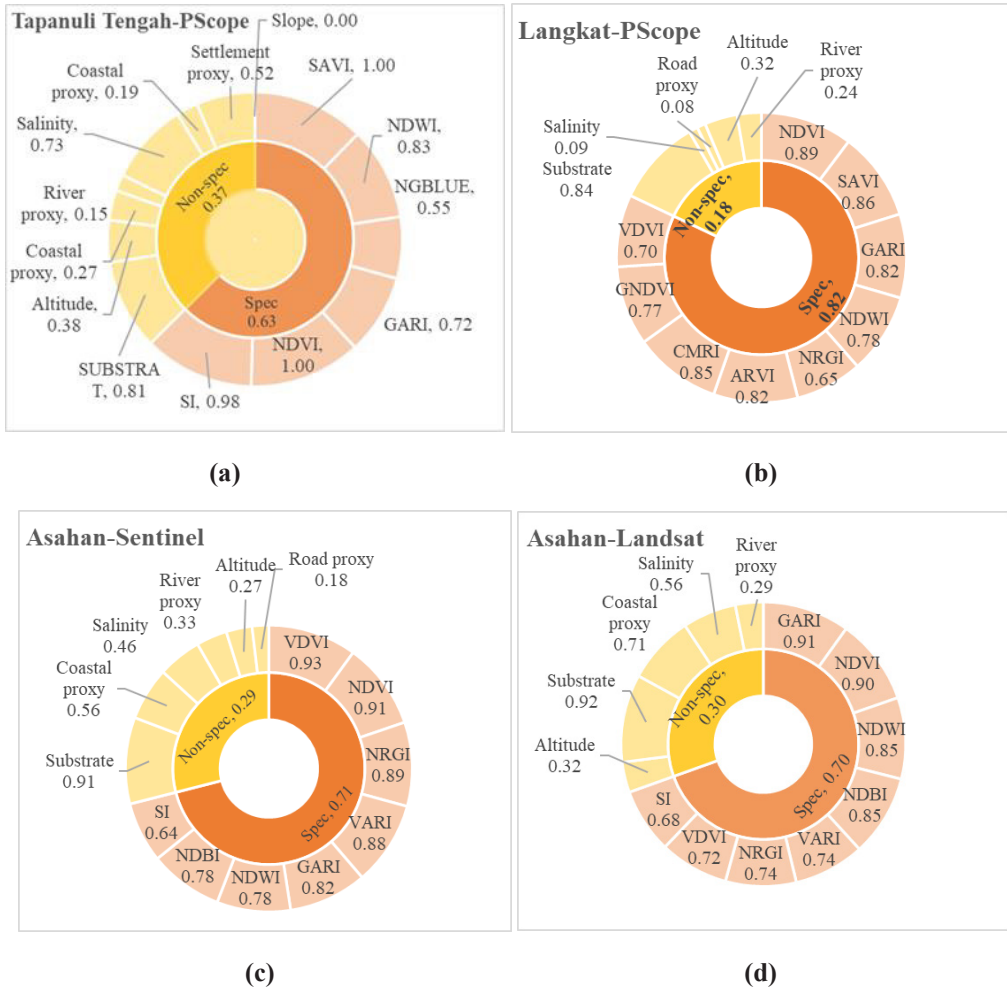 Tapanuli Tengah-PScope
Slope, 0.00
Settlement
proxy, 0.52
SAVI, 1.00
Coastal
proxy, 0.19
NDWI,
0.83
Salinity,
0.73
NGBLUE,
0.55
Non-spec
0.37
River
proxy, 0.15
Coastal
proxy, 0.27
Altitude,
0.38
Spec
0.63
GARI, 0.72
SUBSTRA
T, 0.81
NDVI,
1.00
SI, 0.98
(a)
Langkat-PScope
Altitude
0.32
River
proxy
0.24
Road
proxy
0.08
Salinity
0.09
Substrate
0.84
NDVI
0.89
SAVI
0.86
Non-spec,
0.18
VDVI
0.70
GARI
0.82
GNDVI
0.77
Spec,
0.82
NDWI
0.78
CMRI
0.85
ARVI
0.82
NRGI
0.65
(b)
Asahan-Sentinel
Altitude
0.27
Road proxy
0.18
River
proxy
0.33
Salinity
0.46
Coastal
proxy
0.56
VDVI
0.93
NDVI
0.91
Non-spec, 0.29
Substrate
0.91
NRGI
0.89
Spec, 0.71
SI
0.64
VARI
0.88
NDBI
0.78
NDWI
0.78
GARI
0.82
(c)
Asahan-Landsat
Salinity
0.56
River
proxy
0.29
Coastal
proxy
0.71
GARI
0.91
NDVI
0.90
Substrate
0.92
Non-spec,
0.30
NDWI
0.85
Altitude
0.32
Spec, 0.70
NDBI
0.85
SI
0.68
VDVI
0.72
NRGI
0.74
VARI
0.74
(d)